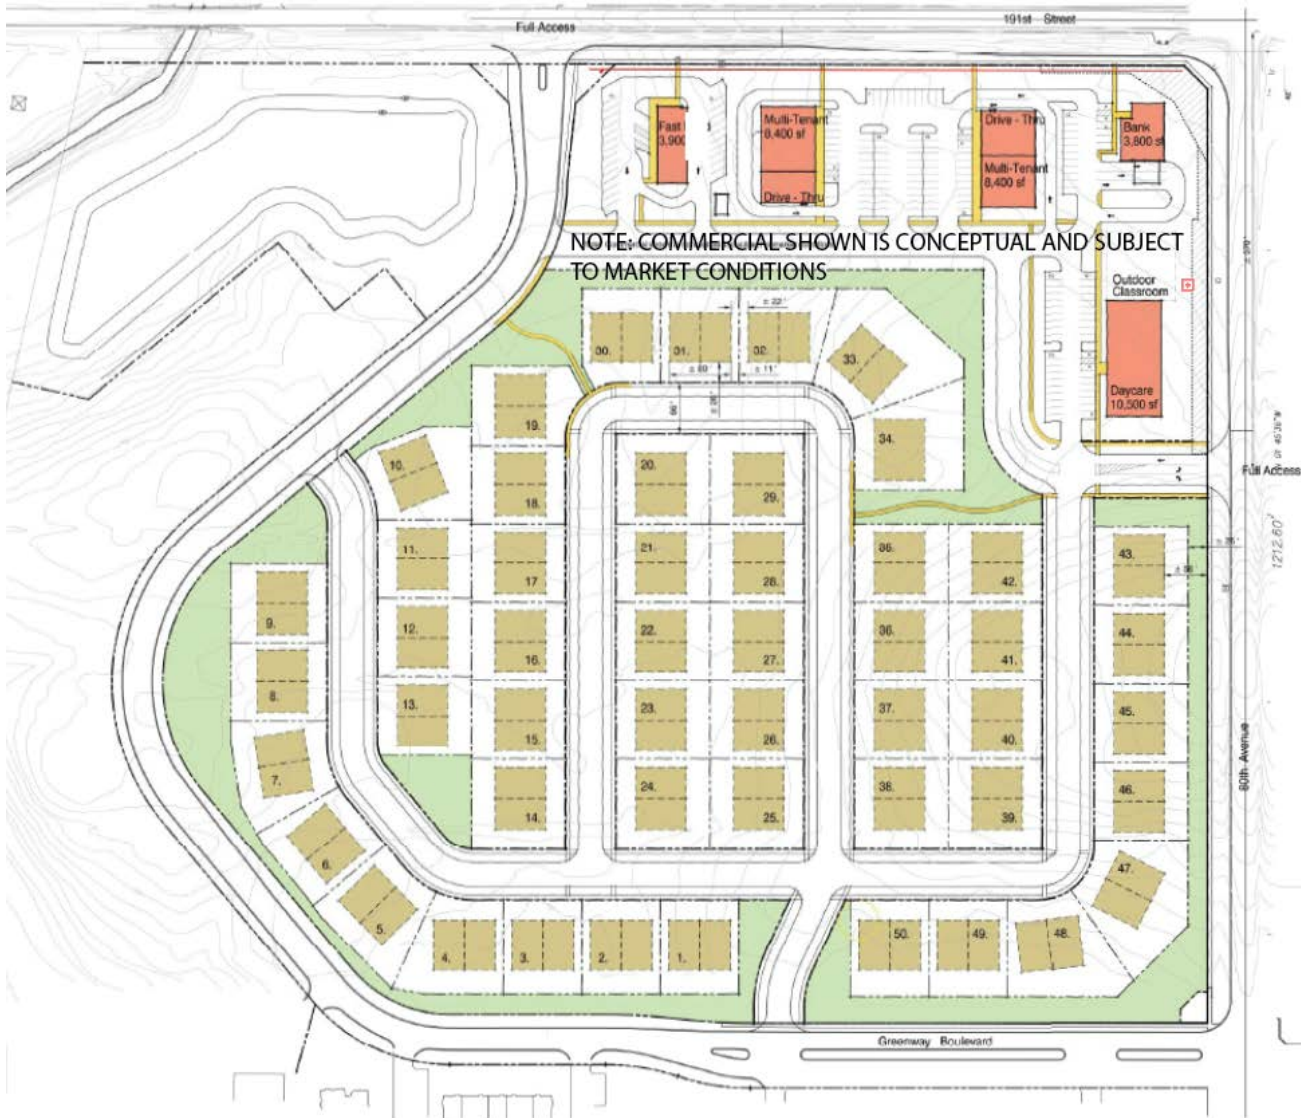 Full Access
191st Street
Fast
3,900
Multi-Tenant
8,400 sf
Drive - Thru
Drive - Thru
Multi-Tenant
8,400 sf
Bank
3,800 sf
NOTE: COMMERCIAL SHOWN IS CONCEPTUAL AND SUBJECT
TO MARKET CONDITIONS
Outdoor
Classroom
± 22'
30.
31.
32.
33.
± 11'
66'
Daycare
10,500 sf
19.
34.
10.
20.
29.
Full Access
18.
11.
21.
35.
43.
17
28.
42.
1212.60'
9.
12.
22.
36.
44.
16.
27.
41.
8.
13.
23.
37.
45.
15.
26.
40.
80th Avenue
7.
24.
38.
46.
14.
25.
39.
6.
47.
5.
4.
3.
2.
1.
50.
49.
48.
Greenway Boulevard